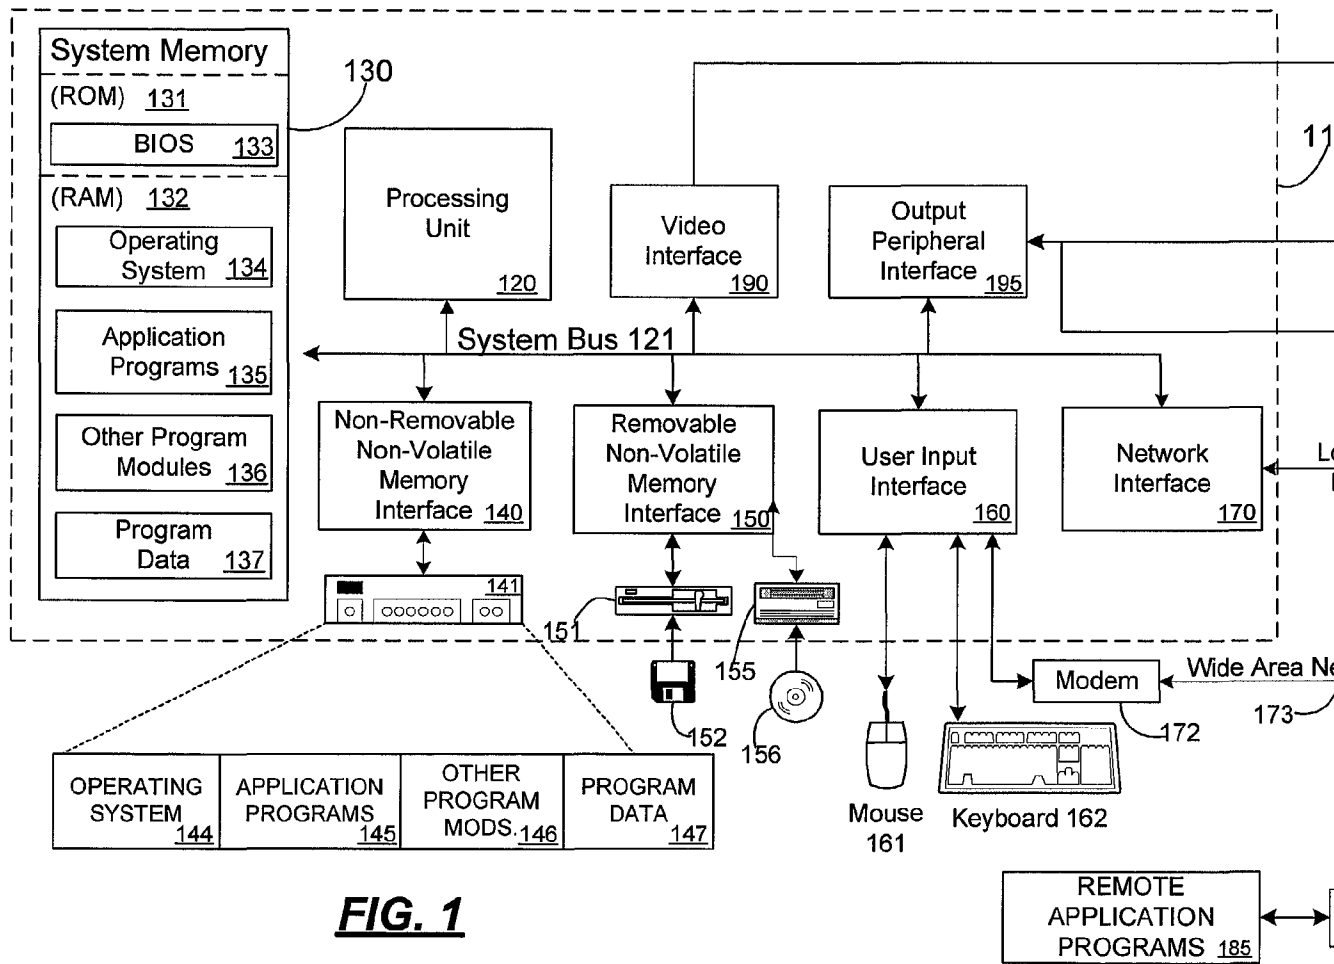 System Memory
(ROM) 131
BIOS 133
(RAM) 132
Operating
System 134
Application
Programs 135
Other Program
Modules 136
Program
Data 137
130
Processing
Unit
120
Video
Interface
190
Output
Peripheral
Interface
195
11
System Bus 121
Non-Removable
Non-Volatile
Memory
Interface 140
Removable
Non-Volatile
Memory
Interface 150
User Input
Interface
160
Network
Interface
170
Lo
141
151
155
152
156
Modem
172
Wide Area Ne
173
Mouse
161
Keyboard 162
OPERATING
SYSTEM
144
APPLICATION
PROGRAMS
145
OTHER
PROGRAM
MODS. 146
PROGRAM
DATA
147
FIG. 1
REMOTE
APPLICATION
PROGRAMS 185